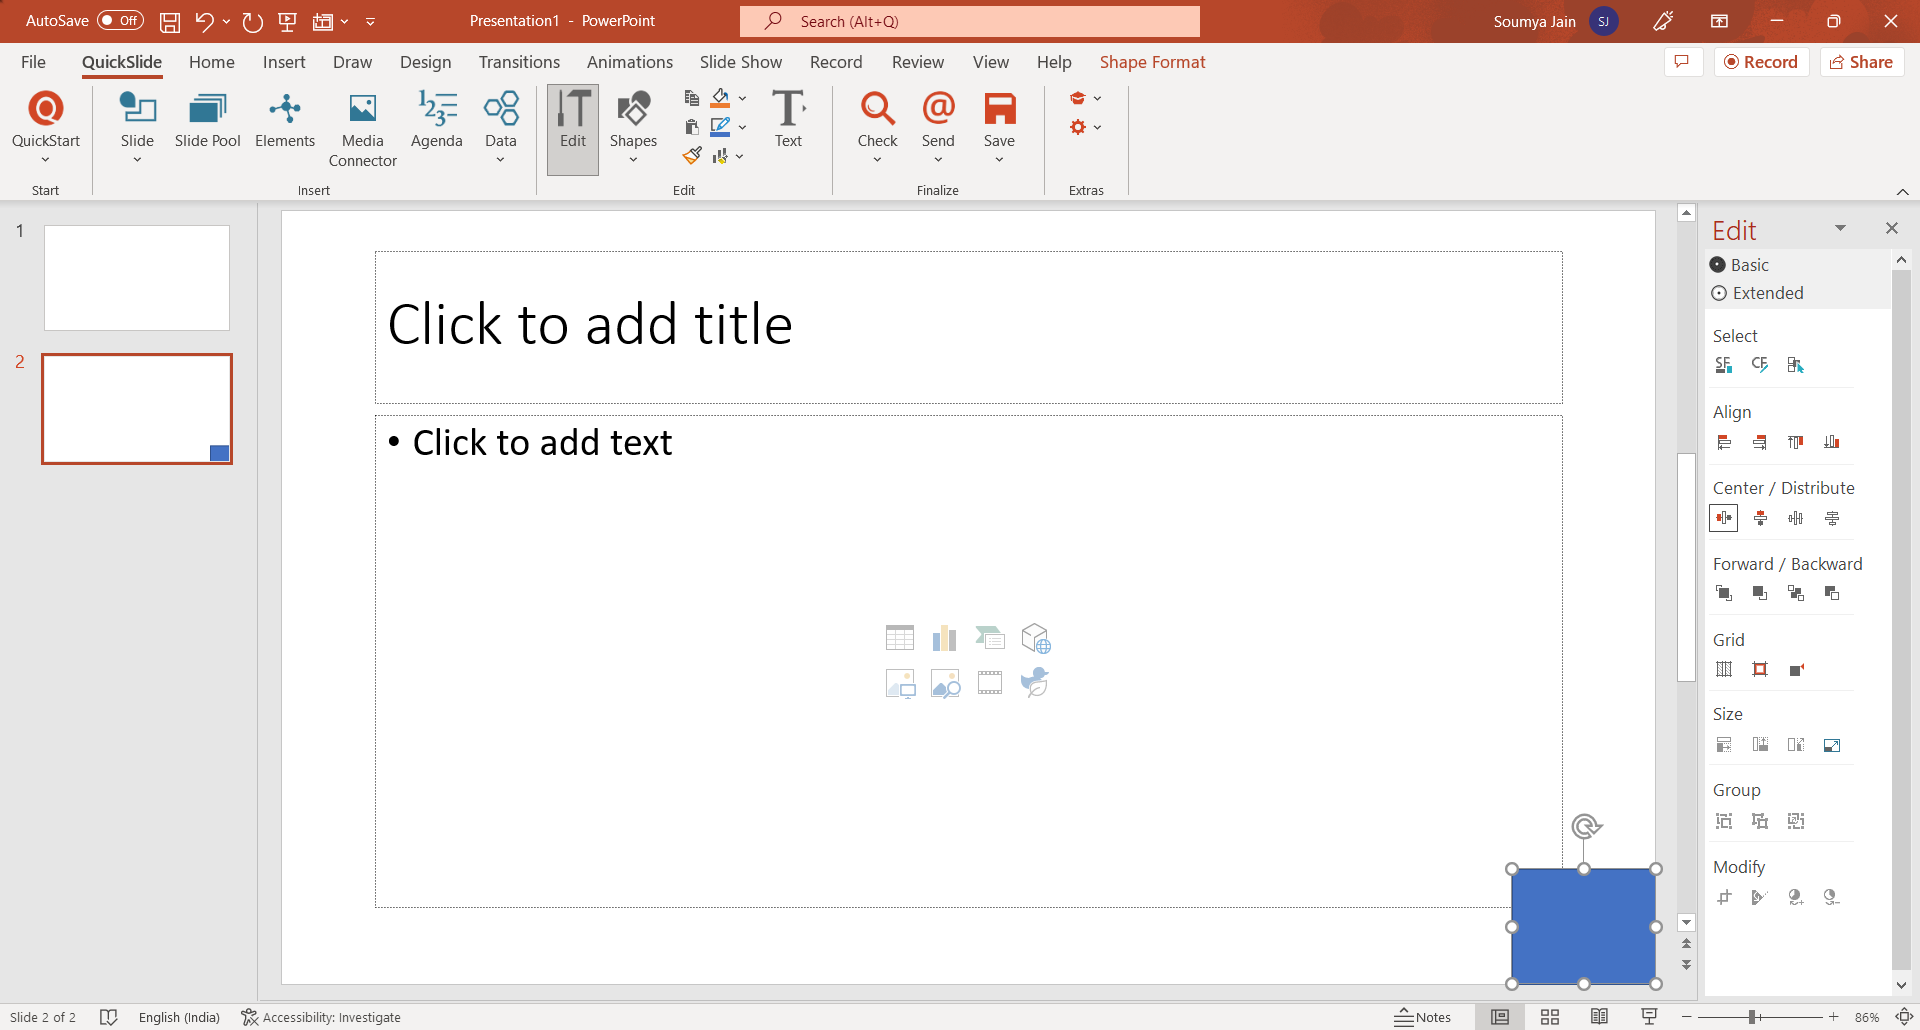 AutoSave Off Presentation1 - PowerPoint Search (Alt+Q) Soumya Jain SJ
File QuickSlide Home Insert Draw Design Transitions Animations Slide Show Record Review View Help Shape Format Record Share
QuickStart Slide Slide Pool Elements Media Connector Agenda Data Edit Shapes Text Check Send Save
Start Insert Edit Finalize Extras
1
2
Click to add title
• Click to add text
Edit
Basic
Extended
Select
SF CF
Align
Center / Distribute
Forward / Backward
Grid
Size
Group
Modify
Slide 2 of 2 English (India) Accessibility: Investigate Notes 86%